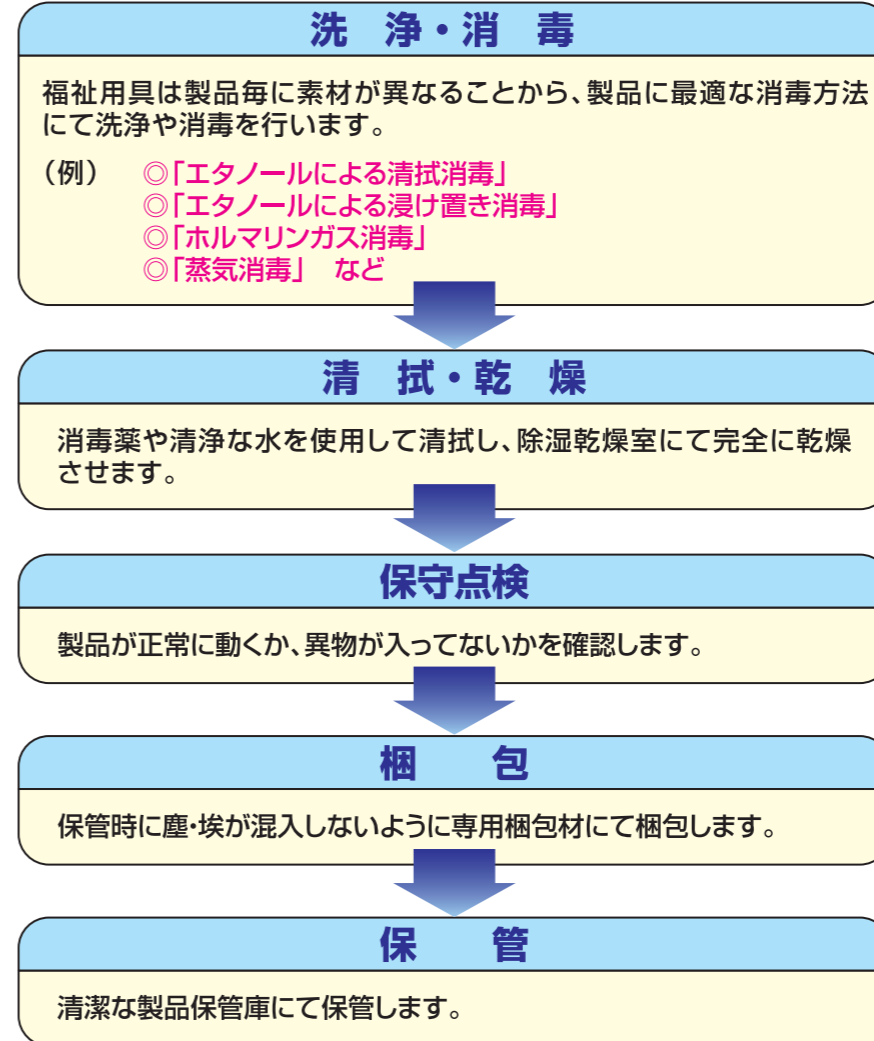 洗　浄・消　毒
福祉用具は製品毎に素材が異なることから、製品に最適な消毒方法
にて洗浄や消毒を行います。
（例）　◎「エタノールによる清拭消毒」
◎「エタノールによる浸け置き消毒」
◎「ホルマリンガス消毒」
◎「蒸気消毒」　など
清　拭・乾　燥
消毒薬や清浄な水を使用して清拭し、除湿乾燥室にて完全に乾燥
させます。
保守点検
製品が正常に動くか、異物が入ってないかを確認します。
梱　　包
保管時に塵・埃が混入しないように専用梱包材にて梱包します。
保　　管
清潔な製品保管庫にて保管します。